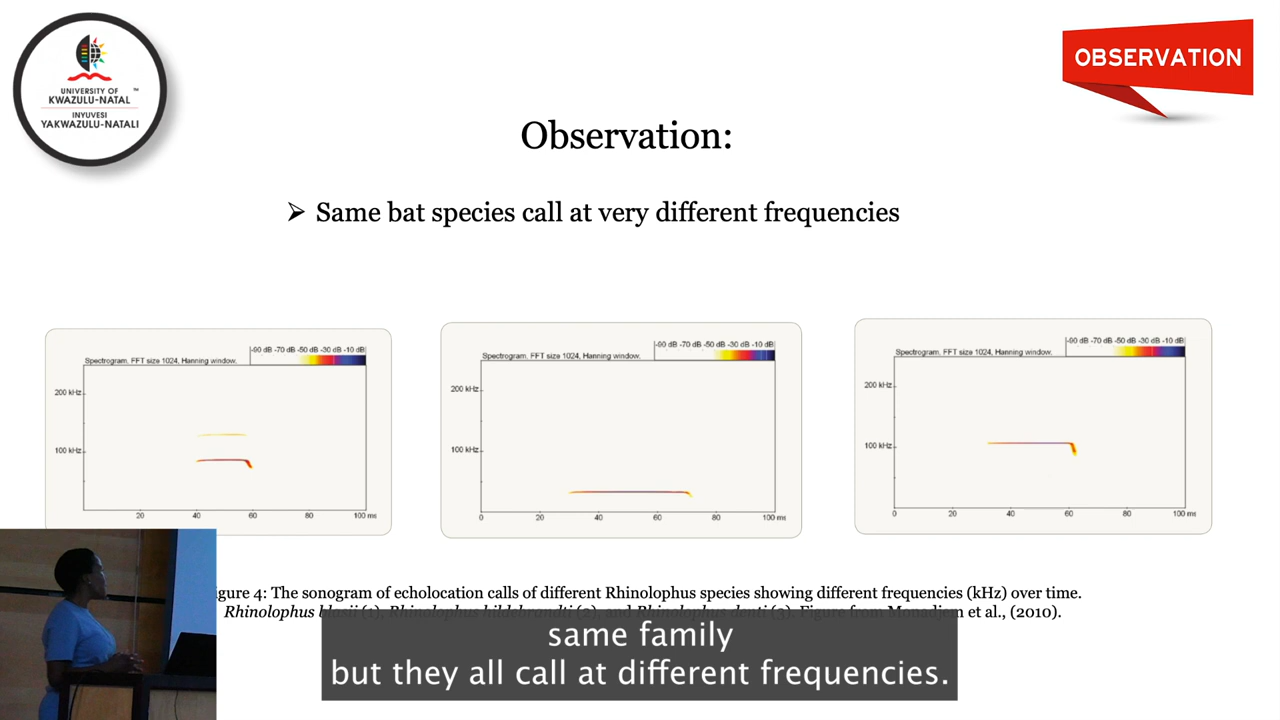 UNIVERSITY OF
KWAZULU-NATAL
™
INYUVESI
YAKWAZULU-NATALI
OBSERVATION
Observation:
➢ Same bat species call at very different frequencies
-90 dB -70 dB -50 dB -30 dB -10 dB
Spectrogram, FFT size 1024, Hanning window.
200 kHz
100 kHz
20 40 60 80 100 ms
-90 dB -70 dB -50 dB -30 dB -10 dB
Spectrogram, FFT size 1024, Hanning window.
200 kHz
100 kHz
0 20 40 60 80 100 ms
-90 dB -70 dB -50 dB -30 dB -10 dB
Spectrogram, FFT size 1024, Hanning window.
200 kHz
100 kHz
0 20 40 60 80 100 ms
igure 4: The sonogram of echolocation calls of different Rhinolophus species showing different frequencies (kHz) over time.
Rhinolophus blasii (1), Rhinolophus hildebrandti (2), and Rhinolophus denti (3). Figure from Monadjem et al., (2010).
same family
but they all call at different frequencies.